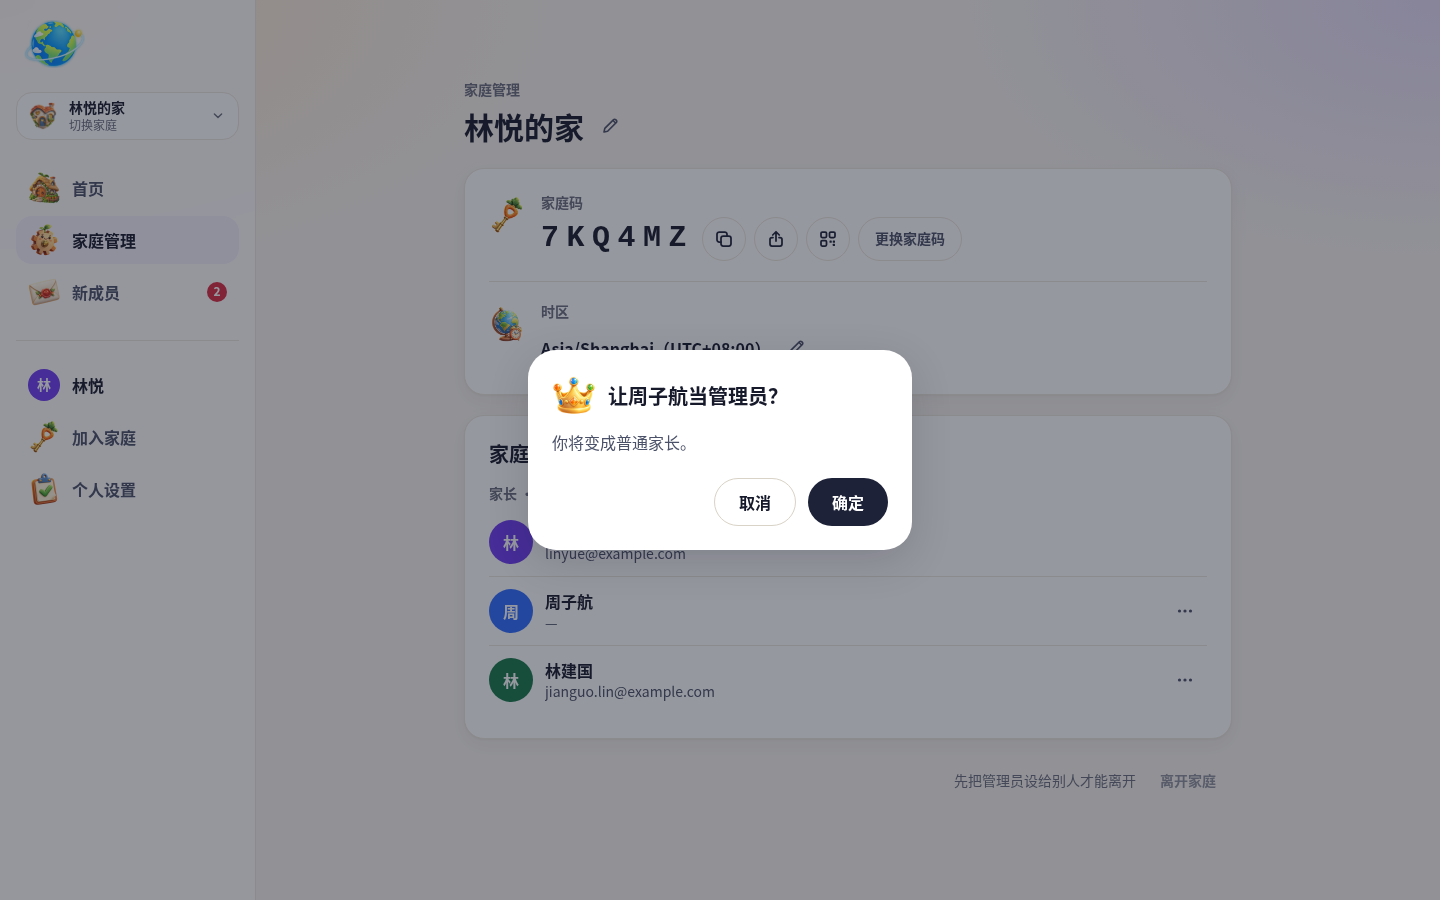 林悦的家
切换家庭
首页
家庭管理
新成员
2
林
林悦
加入家庭
个人设置
家庭管理
林悦的家
家庭码
7KQ4MZ
更换家庭码
时区
Asia/Shanghai (UTC+08:00)
让周子航当管理员？
你将变成普通家长。
取消
确定
家庭
家长
林
linyue@example.com
周
周子航
—
林
林建国
jianguo.lin@example.com
先把管理员设给别人才能离开
离开家庭